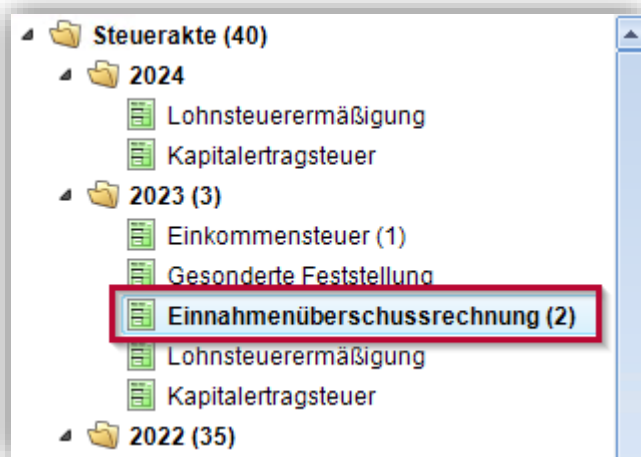 Steuerakte (40)
2024
Lohnsteuerermäßigung
Kapitalertragsteuer
2023 (3)
Einkommensteuer (1)
Gesonderte Feststellung
Einnahmenüberschussrechnung (2)
Lohnsteuerermäßigung
Kapitalertragsteuer
2022 (35)